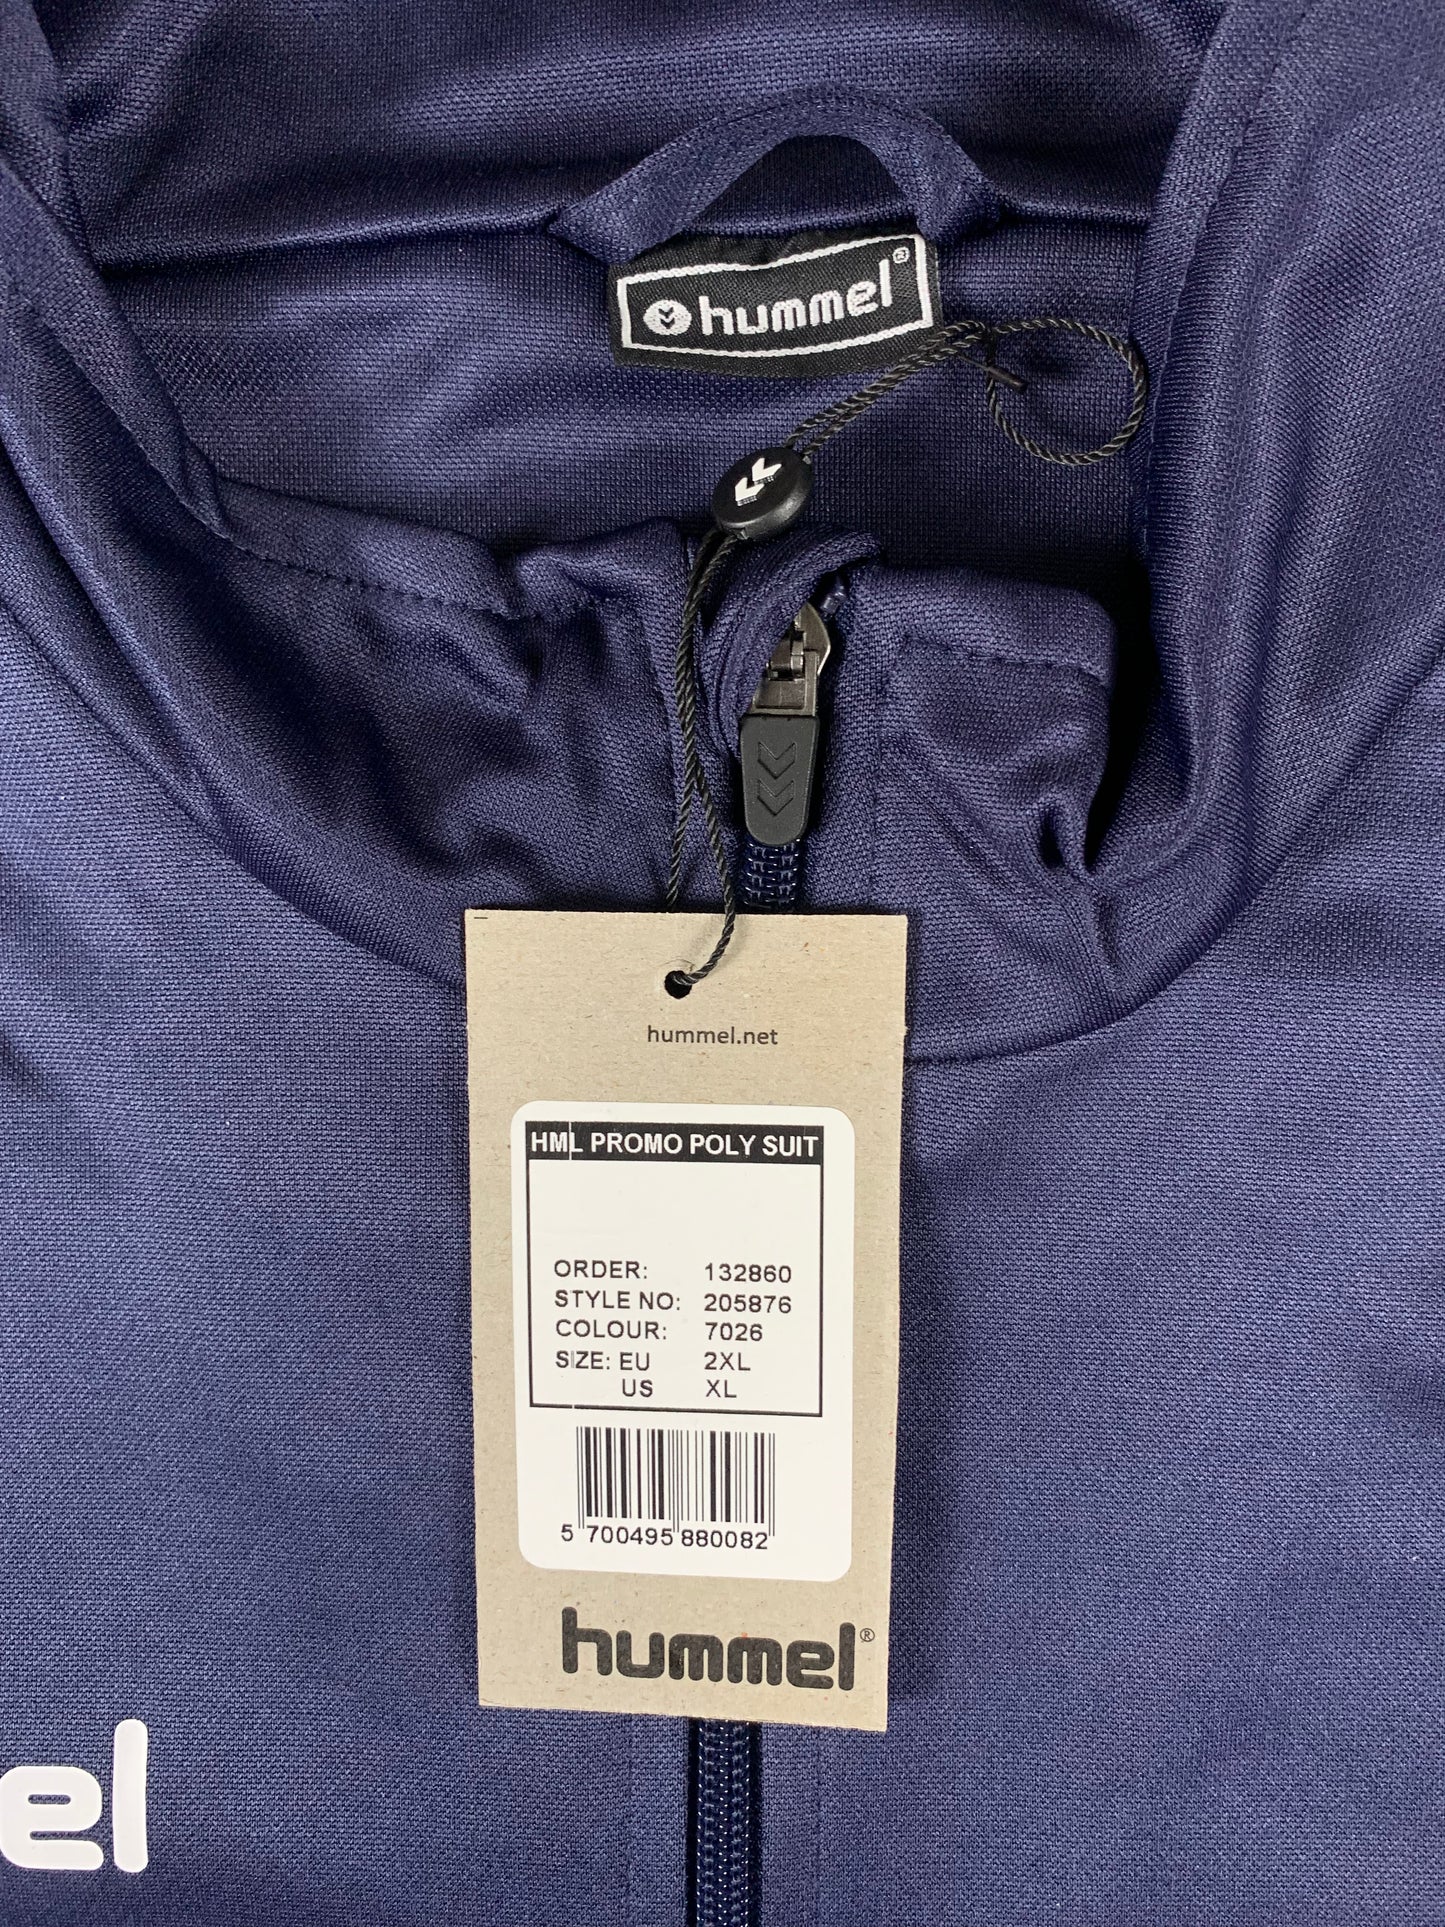 hummel®
hummel.net
HML PROMO POLY SUIT
ORDER: 132860
STYLE NO: 205876
COLOUR: 7026
SIZE: EU 2XL
US XL
5 700495 880082
hummel®
el